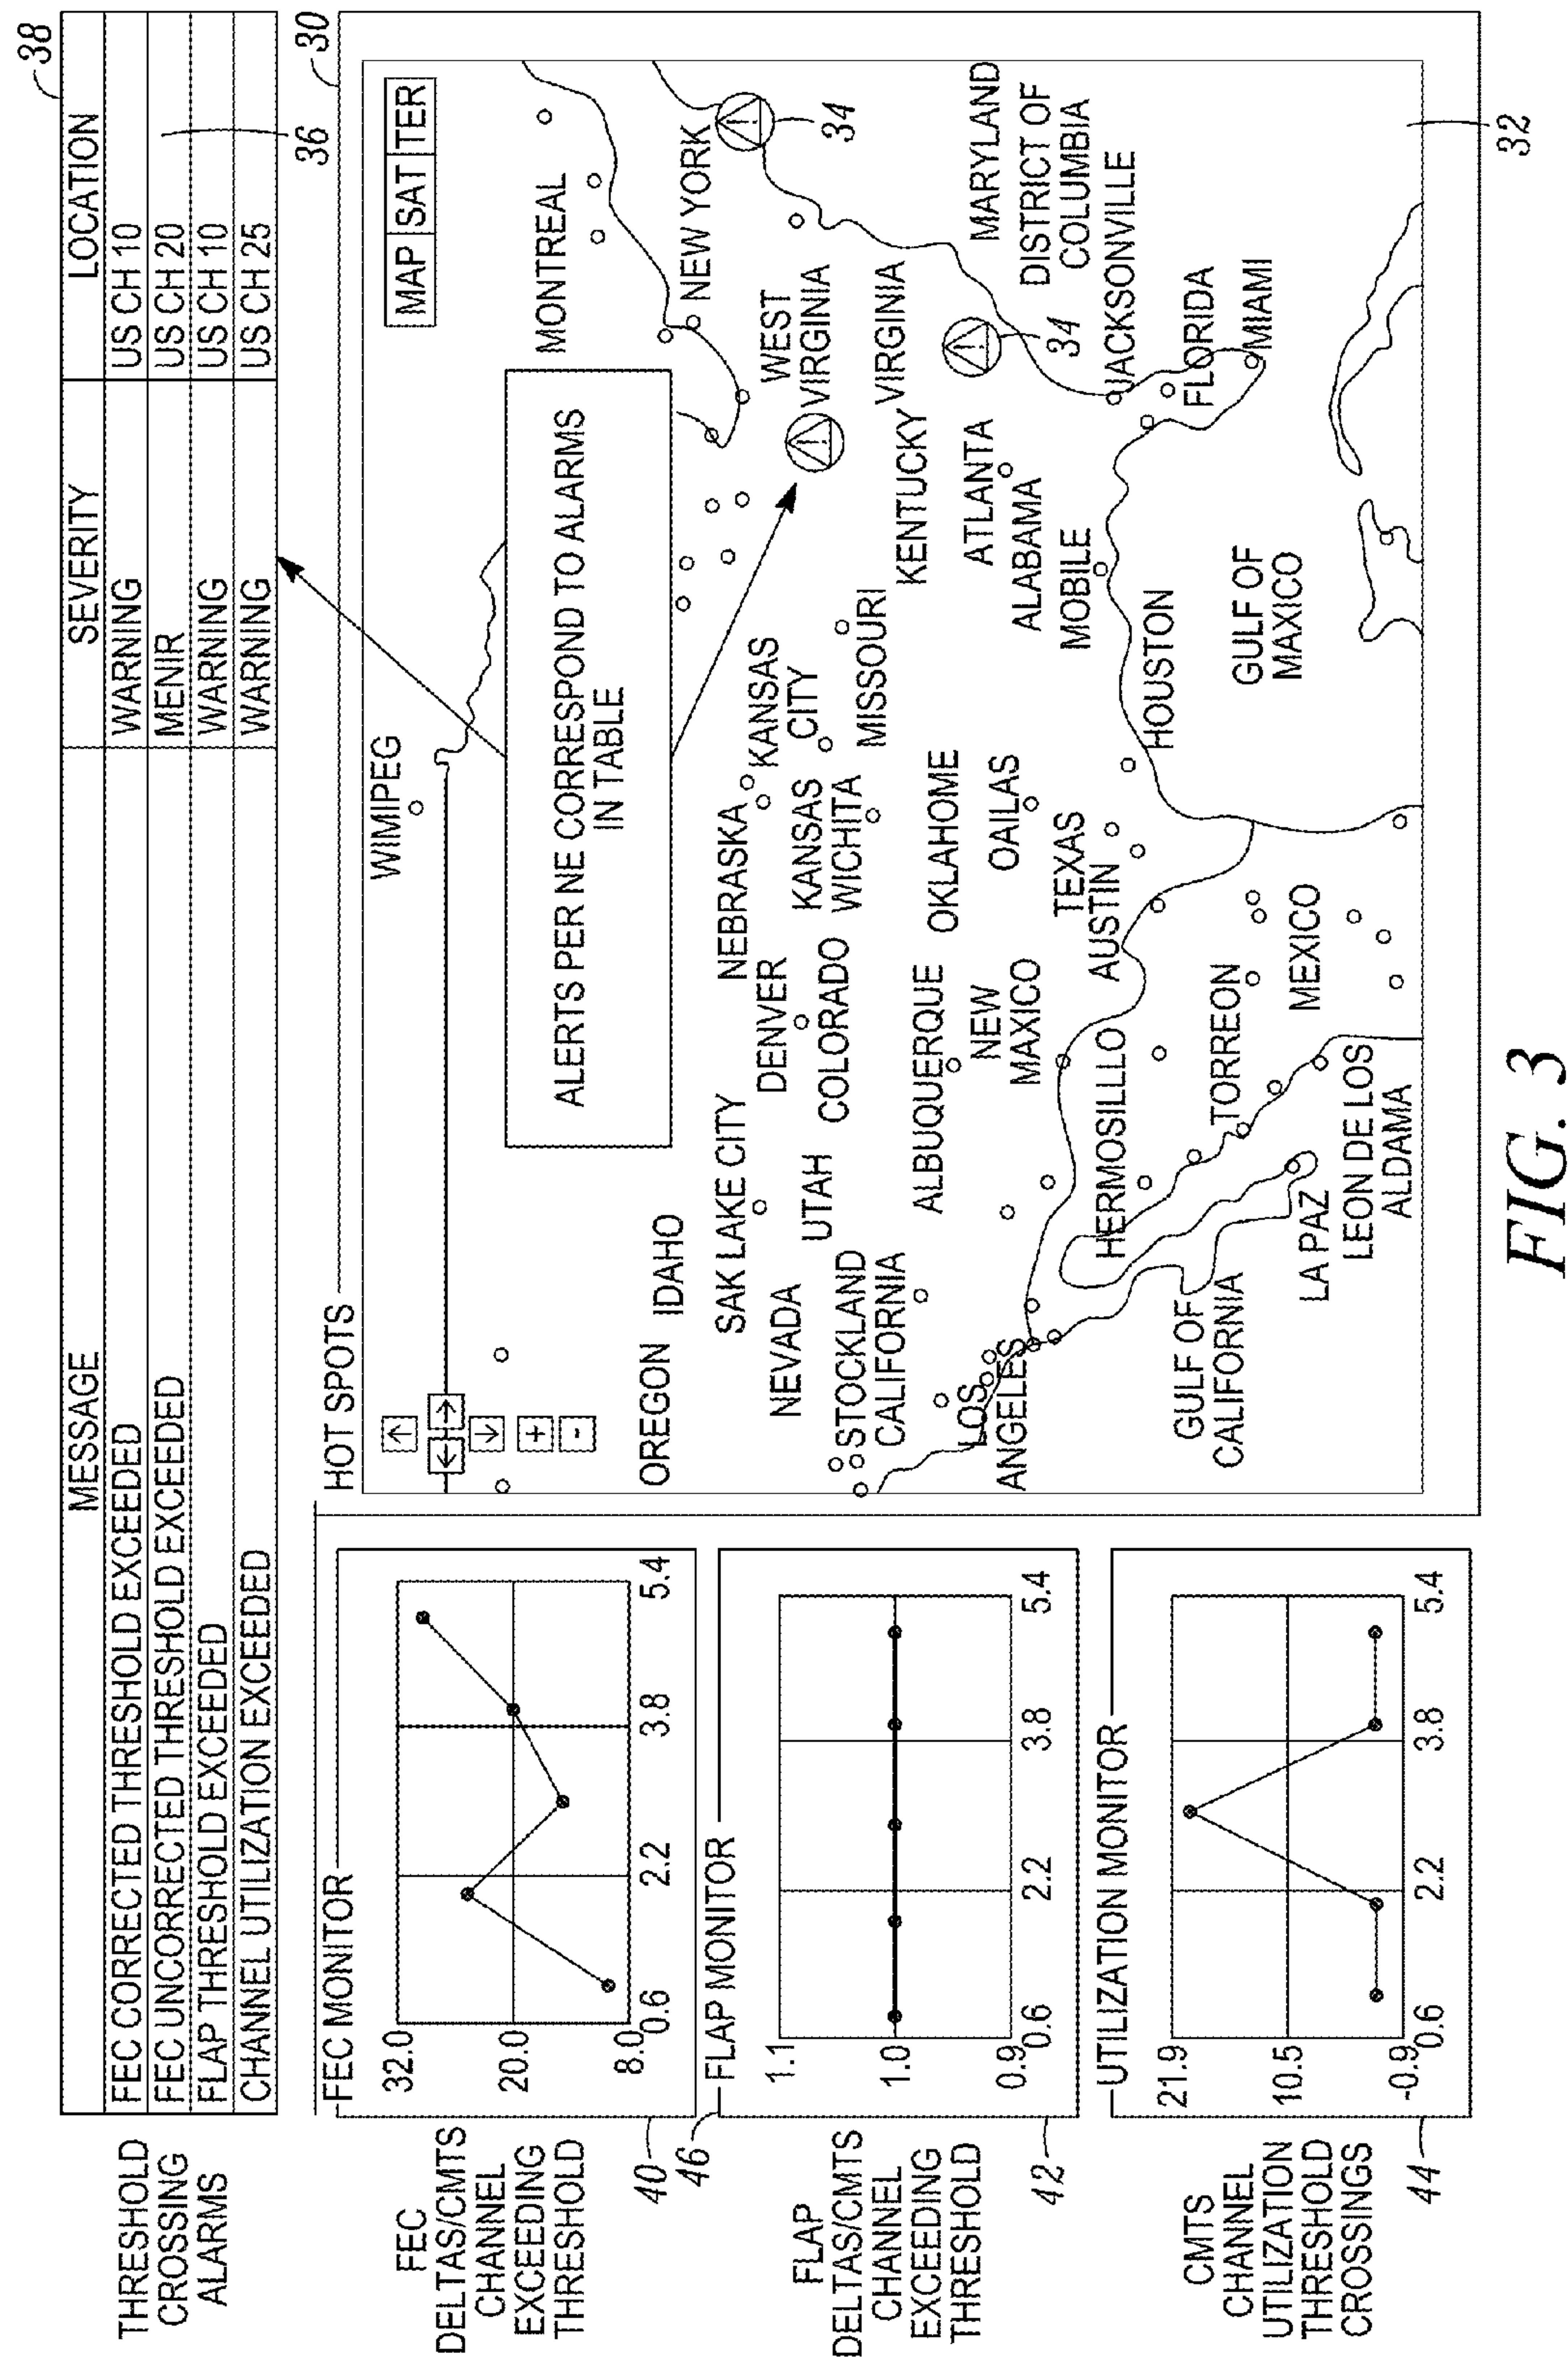 38
THRESHOLD
CROSSING
ALARMS
MESSAGE SEVERITY LOCATION
FEC CORRECTED THRESHOLD EXCEEDED WARNING US CH 10
FEC UNCORRECTED THRESHOLD EXCEEDED MENIR US CH 20
FLAP THRESHOLD EXCEEDED WARNING US CH 10
CHANNEL UTILIZATION EXCEEDED WARNING US CH 25
36
30
FEC
DELTAS/CMTS
CHANNEL
EXCEEDING
THRESHOLD
40
FEC MONITOR
32.0
20.0
8.0
0.6 2.2 3.8 5.4
46
FLAP
DELTAS/CMTS
CHANNEL
EXCEEDING
THRESHOLD
42
FLAP MONITOR
1.1
1.0
0.9
0.6 2.2 3.8 5.4
CMTS
CHANNEL
UTILIZATION
THRESHOLD
CROSSINGS
44
UTILIZATION MONITOR
21.9
10.5
-0.9
0.6 2.2 3.8 5.4
HOT SPOTS
+
-
MAP SAT TER
WIMIPEG
MONTREAL
ALERTS PER NE CORRESPOND TO ALARMS
IN TABLE
OREGON
IDAHO
NEW YORK
34
SAK LAKE CITY
NEBRASKA
KANSAS
CITY
WEST
VIRGINIA
NEVADA
DENVER
UTAH
COLORADO
KANSAS
WICHITA
MISSOURI
STOCKLAND
CALIFORNIA
KENTUCKY
VIRGINIA
ALBUQUERQUE
OKLAHOME
LOS
ANGELES
NEW
MAXICO
OAILAS
ATLANTA
ALABAMA
34
MARYLAND
DISTRICT OF
COLUMBIA
TEXAS
AUSTIN
MOBILE
JACKSONVILLE
HERMOSILLLO
HOUSTON
FLORIDA
MIAMI
GULF OF
CALIFORNIA
TORREON
GULF OF
MAXICO
MEXICO
LA PAZ
LEON DE LOS
ALDAMA
32
FIG. 3